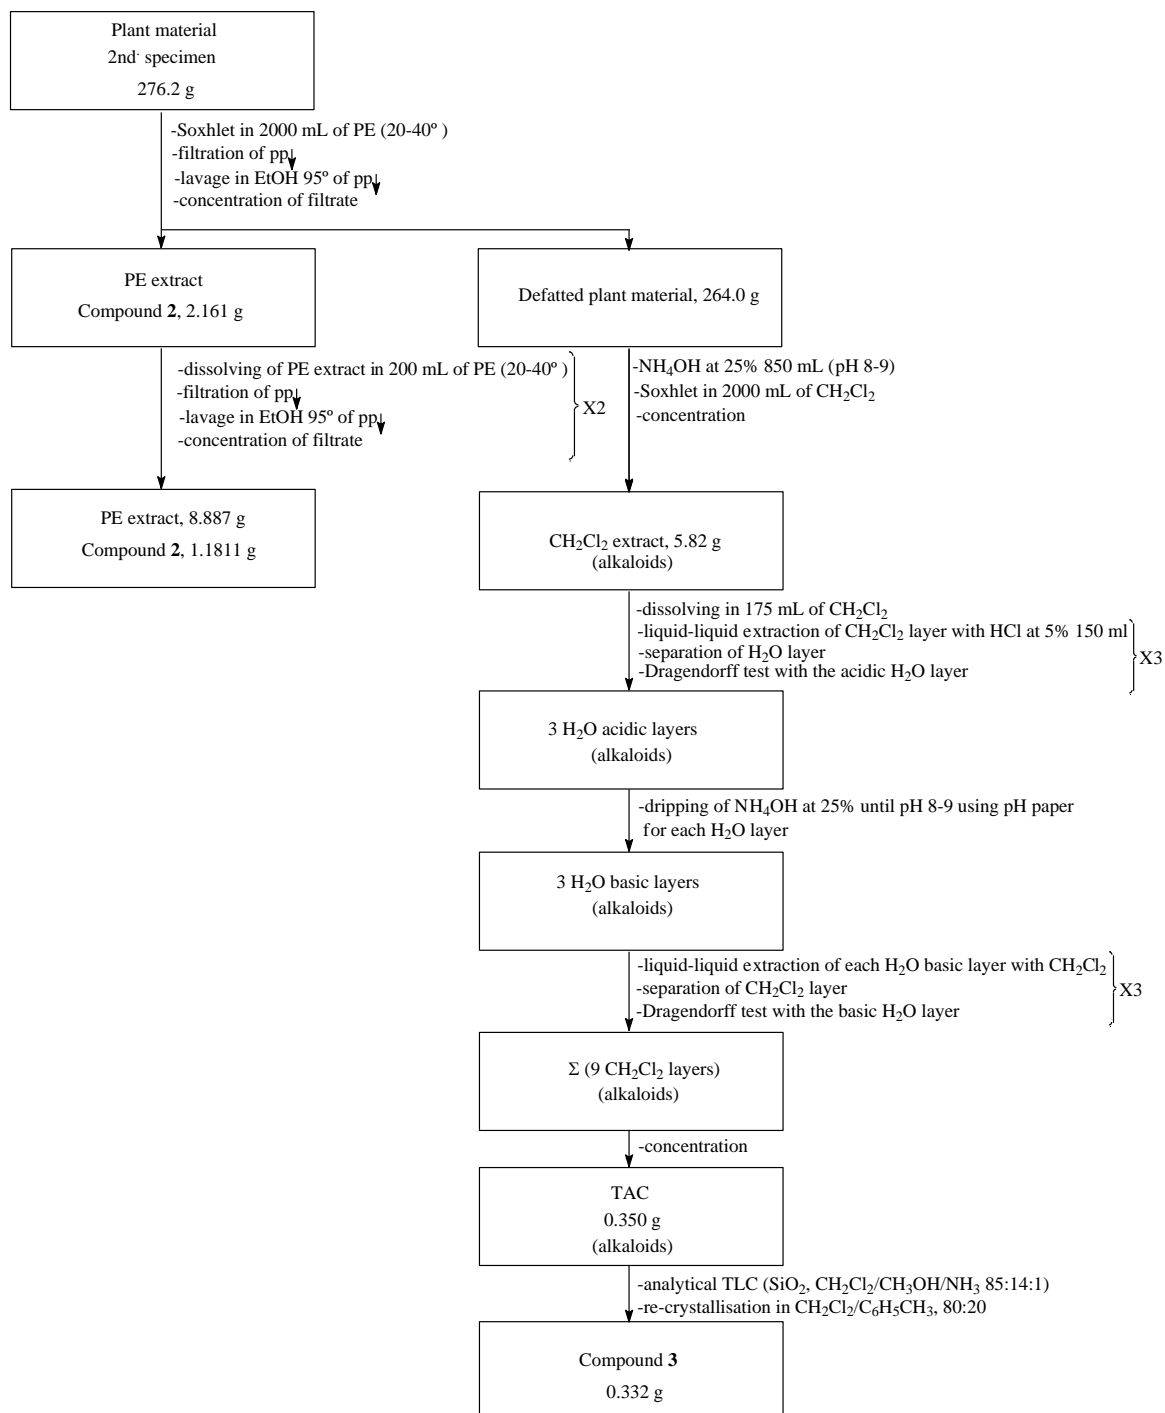 Plant material
2nd· specimen
276.2 g
-Soxhlet in 2000 mL of PE (20-40º )
-filtration of pp↓
-lavage in EtOH 95º of pp↓
-concentration of filtrate
PE extract
Compound 2, 2.161 g
Defatted plant material, 264.0 g
-dissolving of PE extract in 200 mL of PE (20-40º )
-filtration of pp↓
-lavage in EtOH 95º of pp↓
-concentration of filtrate
X2
-NH₄OH at 25% 850 mL (pH 8-9)
-Soxhlet in 2000 mL of CH₂Cl₂
-concentration
PE extract, 8.887 g
Compound 2, 1.1811 g
CH₂Cl₂ extract, 5.82 g
(alkaloids)
-dissolving in 175 mL of CH₂Cl₂
-liquid-liquid extraction of CH₂Cl₂ layer with HCl at 5% 150 ml
-separation of H₂O layer
-Dragendorff test with the acidic H₂O layer
X3
3 H₂O acidic layers
(alkaloids)
-dripping of NH₄OH at 25% until pH 8-9 using pH paper
for each H₂O layer
3 H₂O basic layers
(alkaloids)
-liquid-liquid extraction of each H₂O basic layer with CH₂Cl₂
-separation of CH₂Cl₂ layer
-Dragendorff test with the basic H₂O layer
X3
Σ (9 CH₂Cl₂ layers)
(alkaloids)
-concentration
TAC
0.350 g
(alkaloids)
-analytical TLC (SiO₂, CH₂Cl₂/CH₃OH/NH₃ 85:14:1)
-re-crystallisation in CH₂Cl₂/C₆H₅CH₃, 80:20
Compound 3
0.332 g